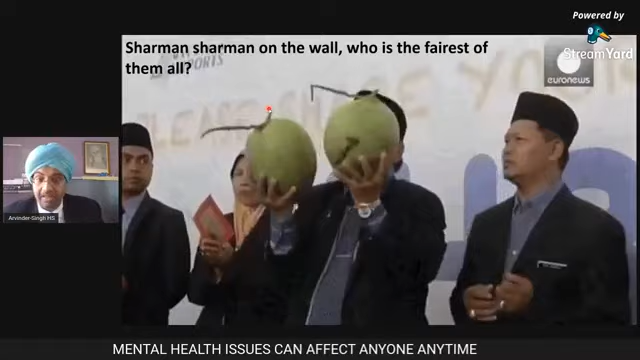 Powered by
StreamYard
Sharman sharman on the wall, who is the fairest of
them all?
euronews
PLEASE
Arvinder-Singh HS
MENTAL HEALTH ISSUES CAN AFFECT ANYONE ANYTIME